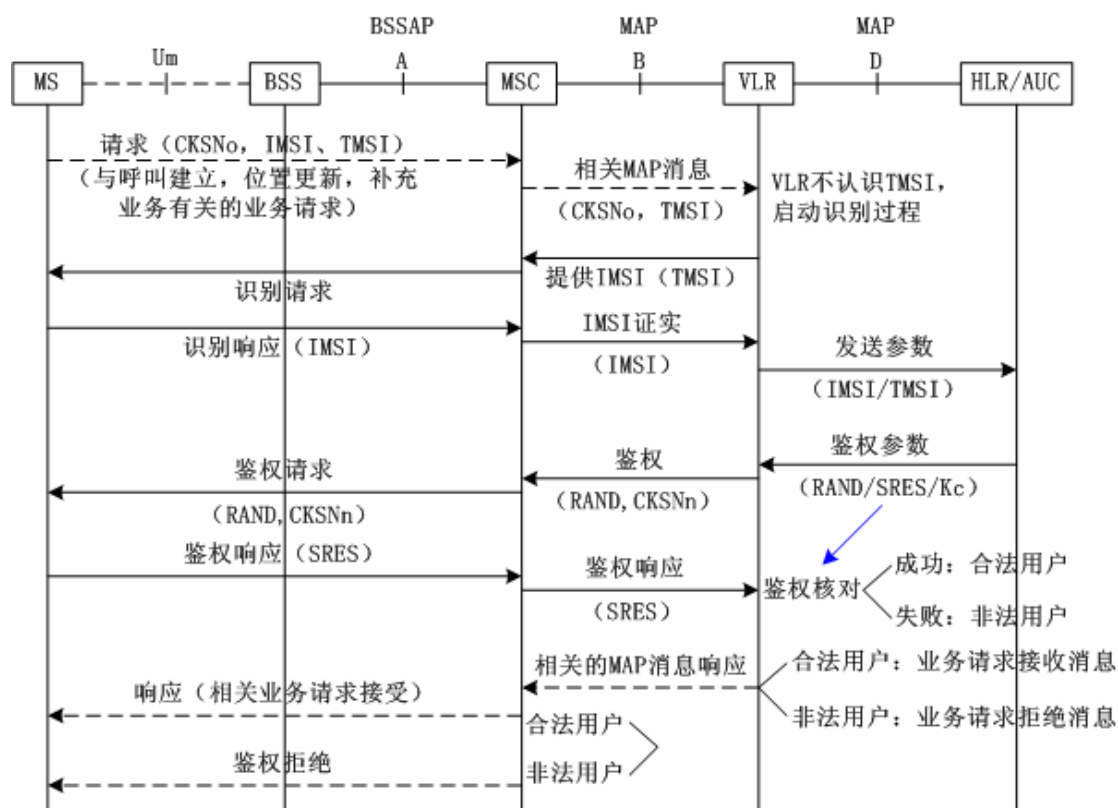 BSSAP MAP MAP
Um A B D
MS BSS MSC VLR HLR/AUC
请求（CKSNo，IMSI、TMSI）
（与呼叫建立，位置更新，补充
业务有关的业务请求）
相关MAP消息
（CKSNo，TMSI）
VLR不认识TMSI，
启动识别过程
提供IMSI（TMSI）
识别请求
识别响应（IMSI）
IMSI证实
（IMSI）
发送参数
（IMSI/TMSI）
鉴权参数
（RAND/SRES/Kc）
鉴权
（RAND,CKSNn）
鉴权请求
（RAND,CKSNn）
鉴权响应（SRES）
鉴权响应
（SRES）
鉴权核对
成功：合法用户
失败：非法用户
相关的MAP消息响应
合法用户：业务请求接收消息
非法用户：业务请求拒绝消息
响应（相关业务请求接受）
合法用户
非法用户
鉴权拒绝